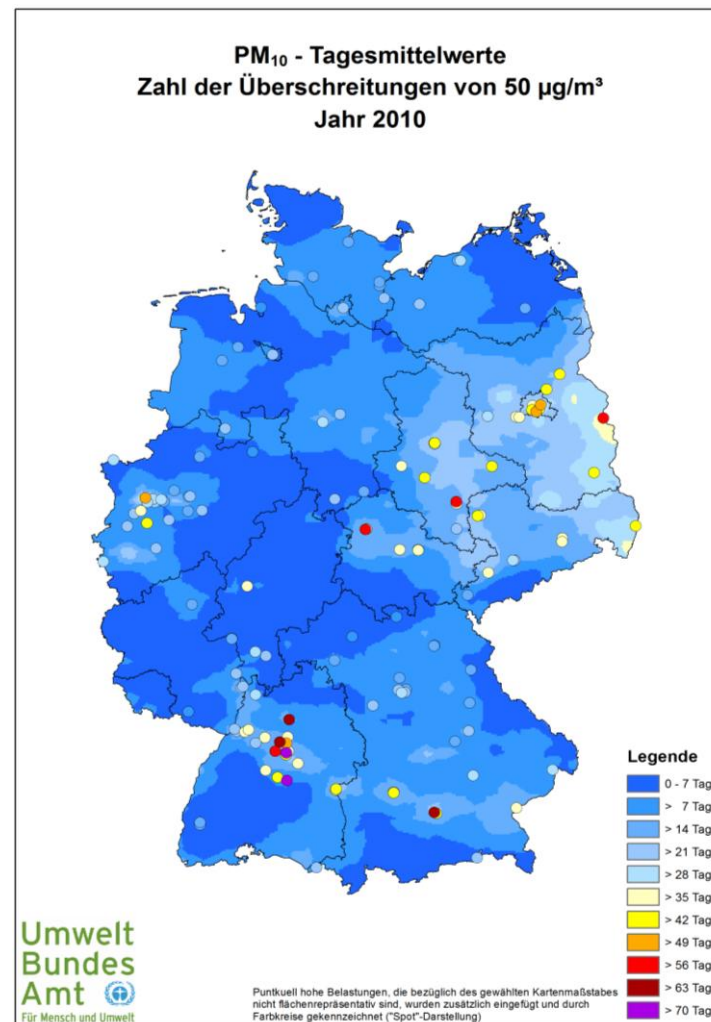 PM₁₀ - Tagesmittelwerte
Zahl der Überschreitungen von 50 µg/m³
Jahr 2010
Legende
0 - 7 Tag
> 7 Tag
> 14 Tag
> 21 Tag
> 28 Tag
> 35 Tag
> 42 Tag
> 49 Tag
> 56 Tag
> 63 Tag
> 70 Tag
Umwelt
Bundes
Amt
Für Mensch und Umwelt
Punktuell hohe Belastungen, die bezüglich des gewählten Kartenmaßstabes
nicht flächenrepräsentativ sind, wurden zusätzlich eingefügt und durch
Farbkreise gekennzeichnet ("Spot"-Darstellung)